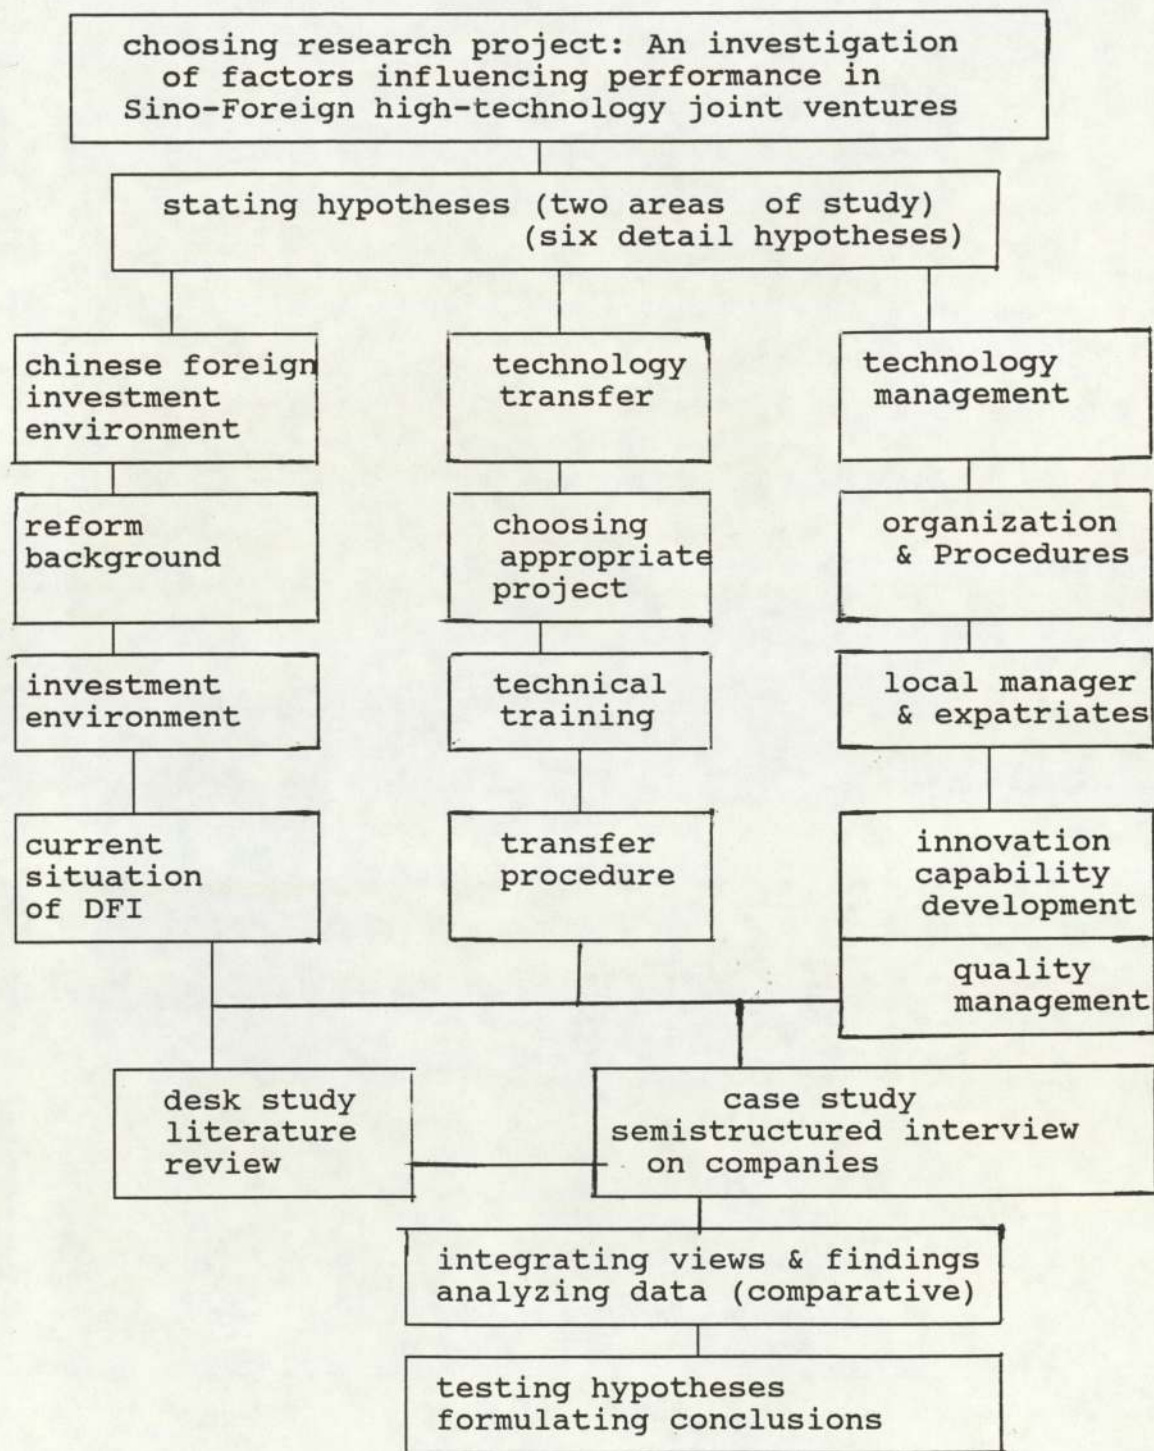 choosing research project: An investigation
of factors influencing performance in
Sino-Foreign high-technology joint ventures
stating hypotheses (two areas of study)
(six detail hypotheses)
chinese foreign
investment
environment
technology
transfer
technology
management
reform
background
choosing
appropriate
project
organization
& Procedures
investment
environment
technical
training
local manager
& expatriates
current
situation
of DFI
transfer
procedure
innovation
capability
development
quality
management
desk study
literature
review
case study
semistructured interview
on companies
integrating views & findings
analyzing data (comparative)
testing hypotheses
formulating conclusions